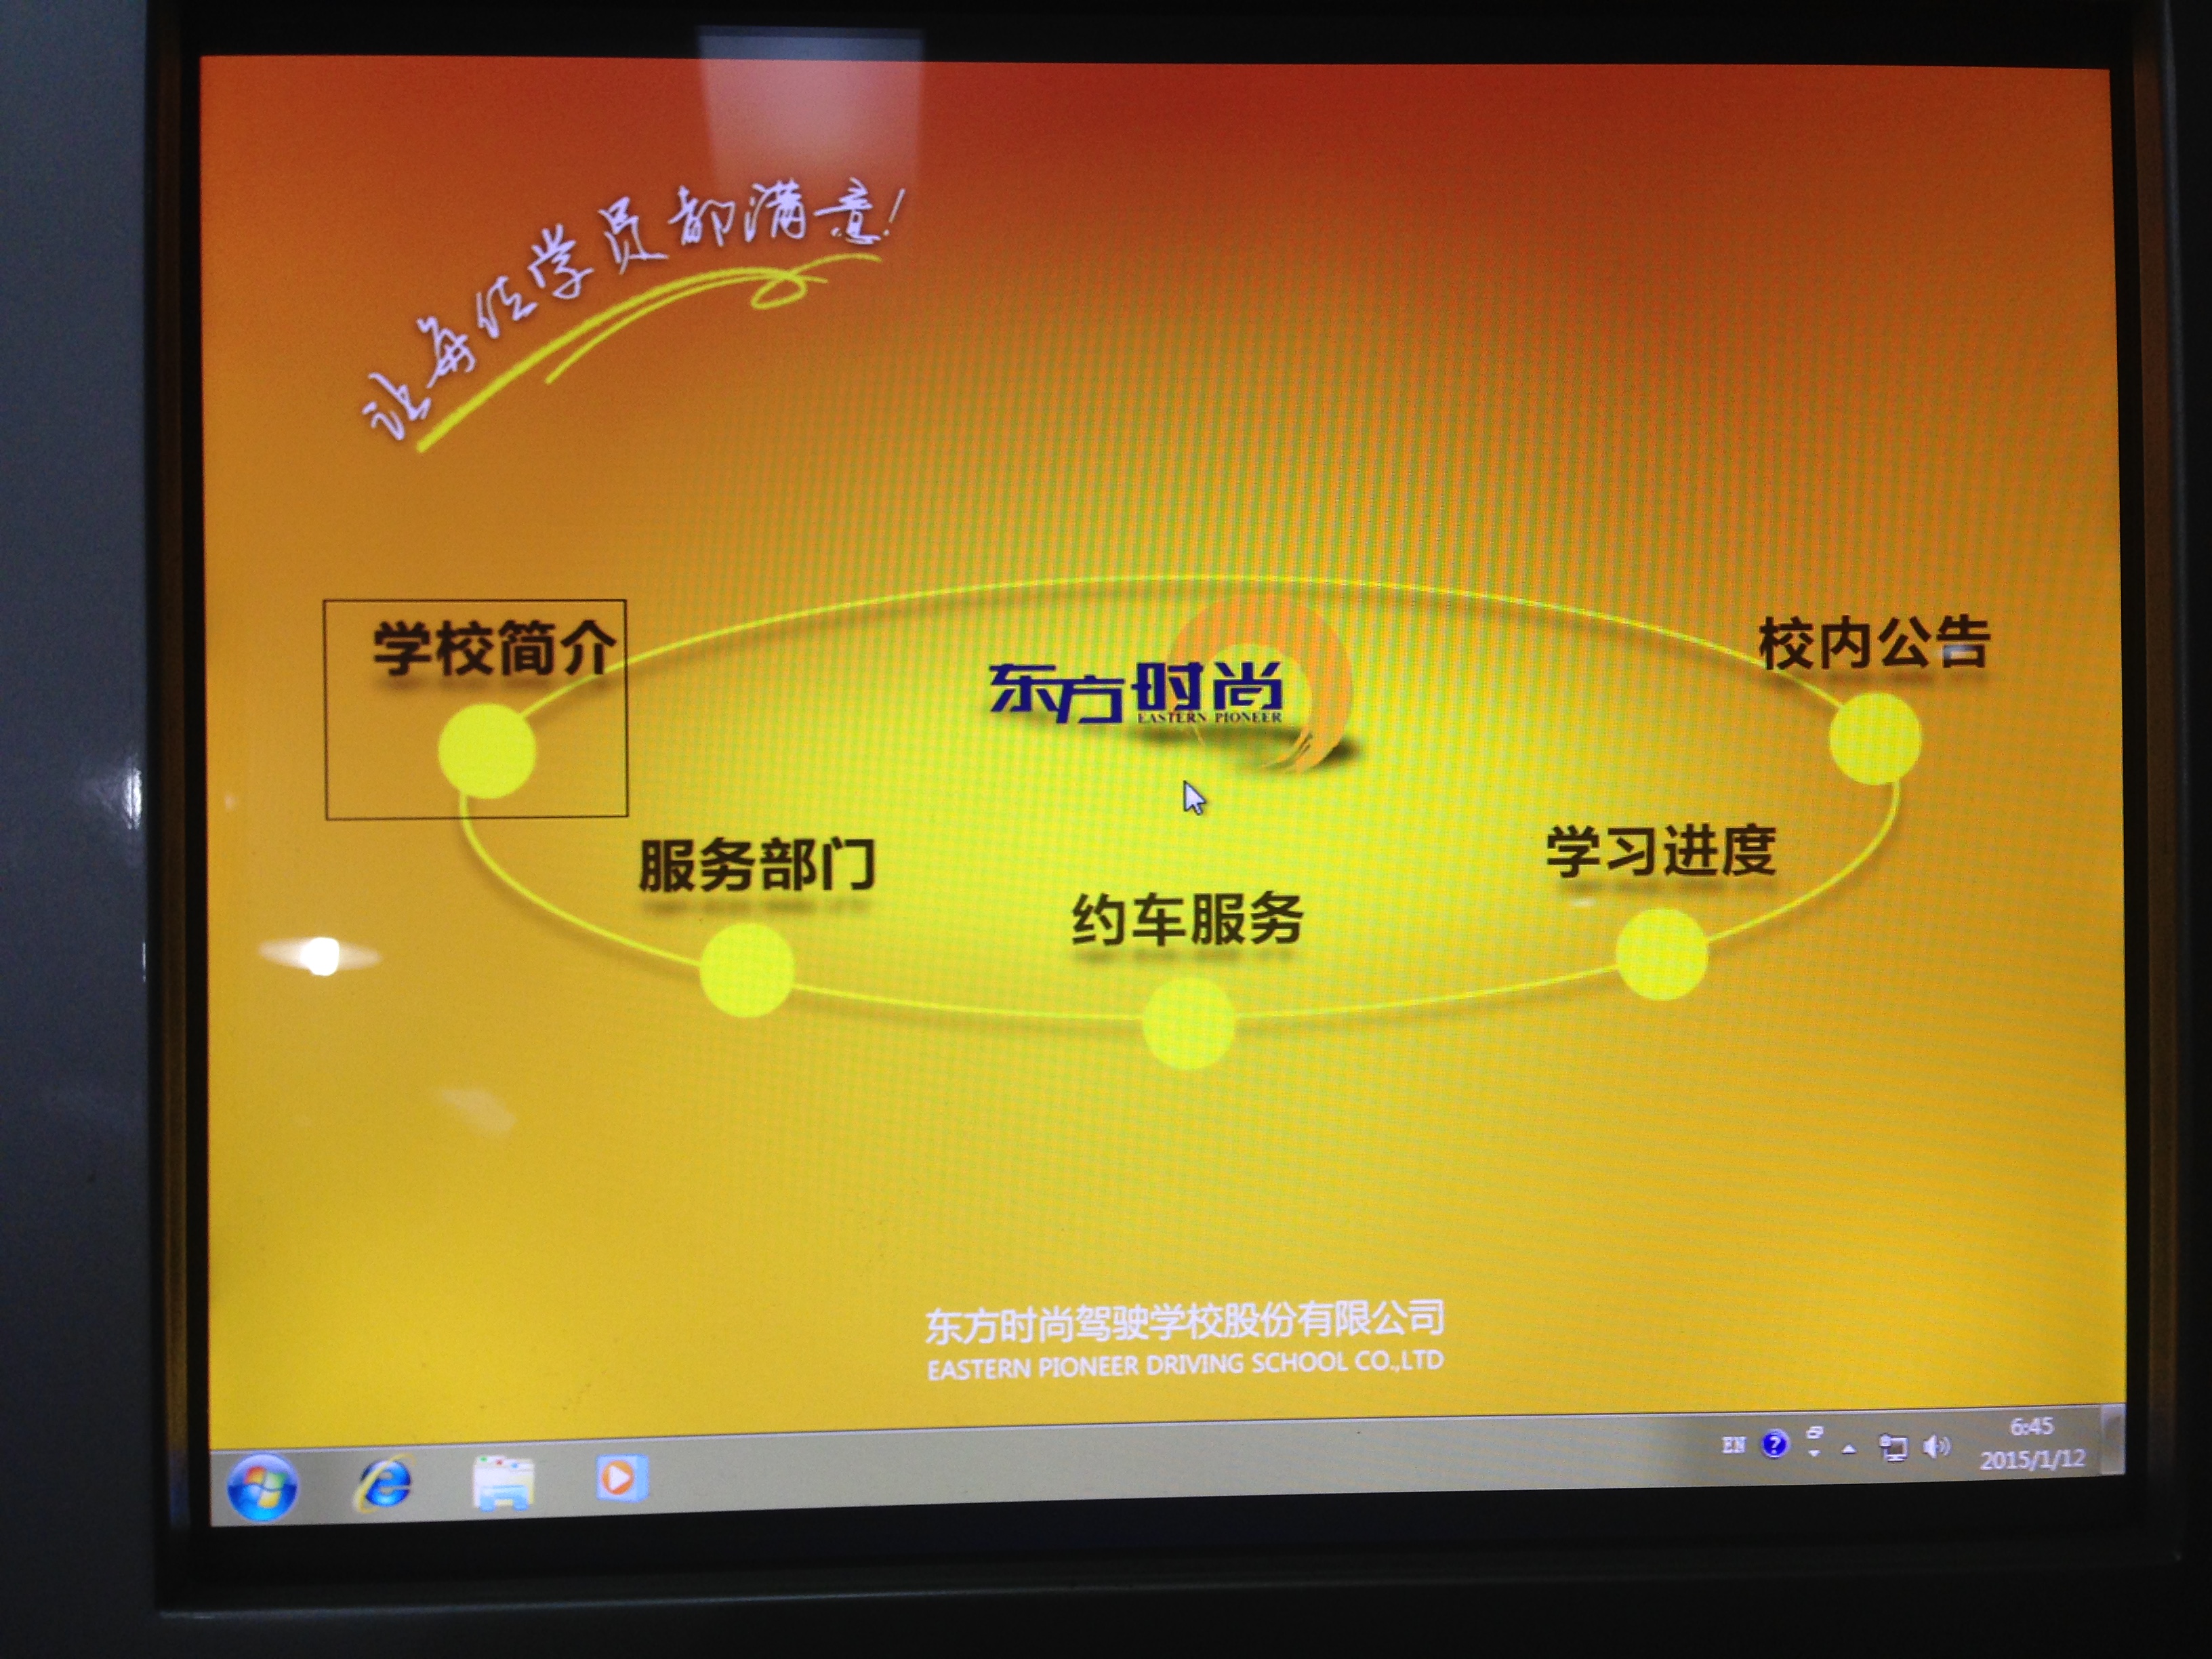 让每位学员都满意!
学校简介
校内公告
东方时尚
EASTERN PIONEER
服务部门
学习进度
约车服务
东方时尚驾驶学校股份有限公司
EASTERN PIONEER DRIVING SCHOOL CO.,LTD
EN
?
6:45
2015/1/12